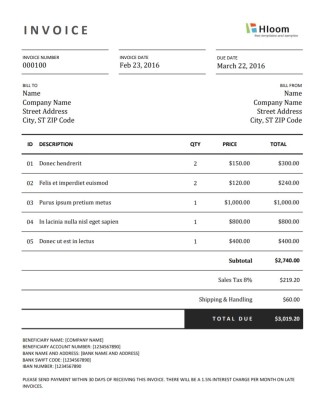 INVOICE
Hloom
free templates and samples
INVOICE NUMBER INVOICE DATE DUE DATE
000100 Feb 23, 2016 March 22, 2016
BILL TO BILL FROM
Name Name
Company Name Company Name
Street Address Street Address
City, ST ZIP Code City, ST ZIP Code
ID DESCRIPTION QTY PRICE TOTAL
01 Donec hendrerit 2 $150.00 $300.00
02 Felis et imperdiet euismod 2 $120.00 $240.00
03 Purus ipsum pretium metus 1 $1,000.00 $1,000.00
04 In lacinia nulla nisl eget sapien 1 $800.00 $800.00
05 Donec ut est in lectus 1 $400.00 $400.00
Subtotal $2,740.00
Sales Tax 8% $219.20
Shipping & Handling $60.00
TOTAL DUE $3,019.20
BENEFICIARY NAME: [COMPANY NAME]
BENEFICIARY ACCOUNT NUMBER: [1234567890]
BANK NAME AND ADDRESS: [BANK NAME AND ADDRESS]
BANK SWIFT CODE: [1234567890]
IBAN NUMBER: [1234567890]
PLEASE SEND PAYMENT WITHIN 30 DAYS OF RECEIVING THIS INVOICE. THERE WILL BE A 1.5% INTEREST CHARGE PER MONTH ON LATE
INVOICES.